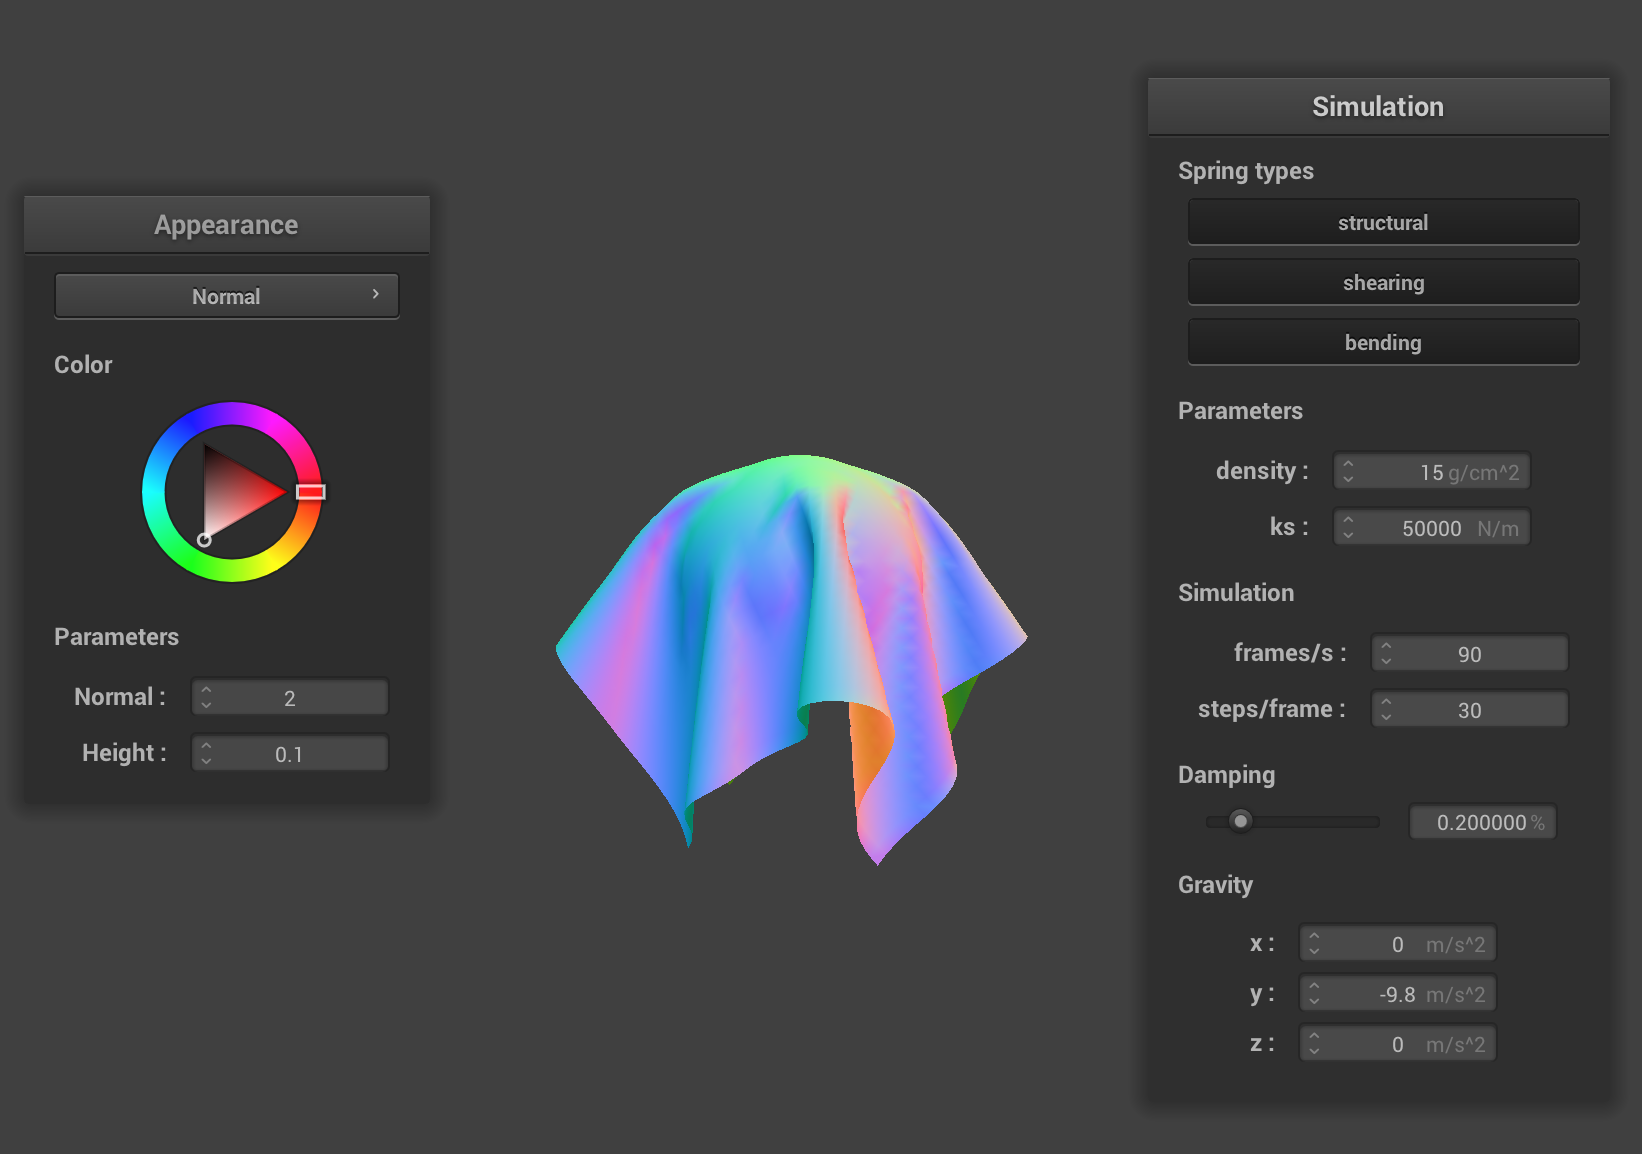 Appearance
Normal
Color
Parameters
Normal : 2
Height : 0.1
Simulation
Spring types
structural
shearing
bending
Parameters
density : 15 g/cm^2
ks : 50000 N/m
Simulation
frames/s : 90
steps/frame : 30
Damping
0.200000 %
Gravity
x : 0 m/s^2
y : -9.8 m/s^2
z : 0 m/s^2